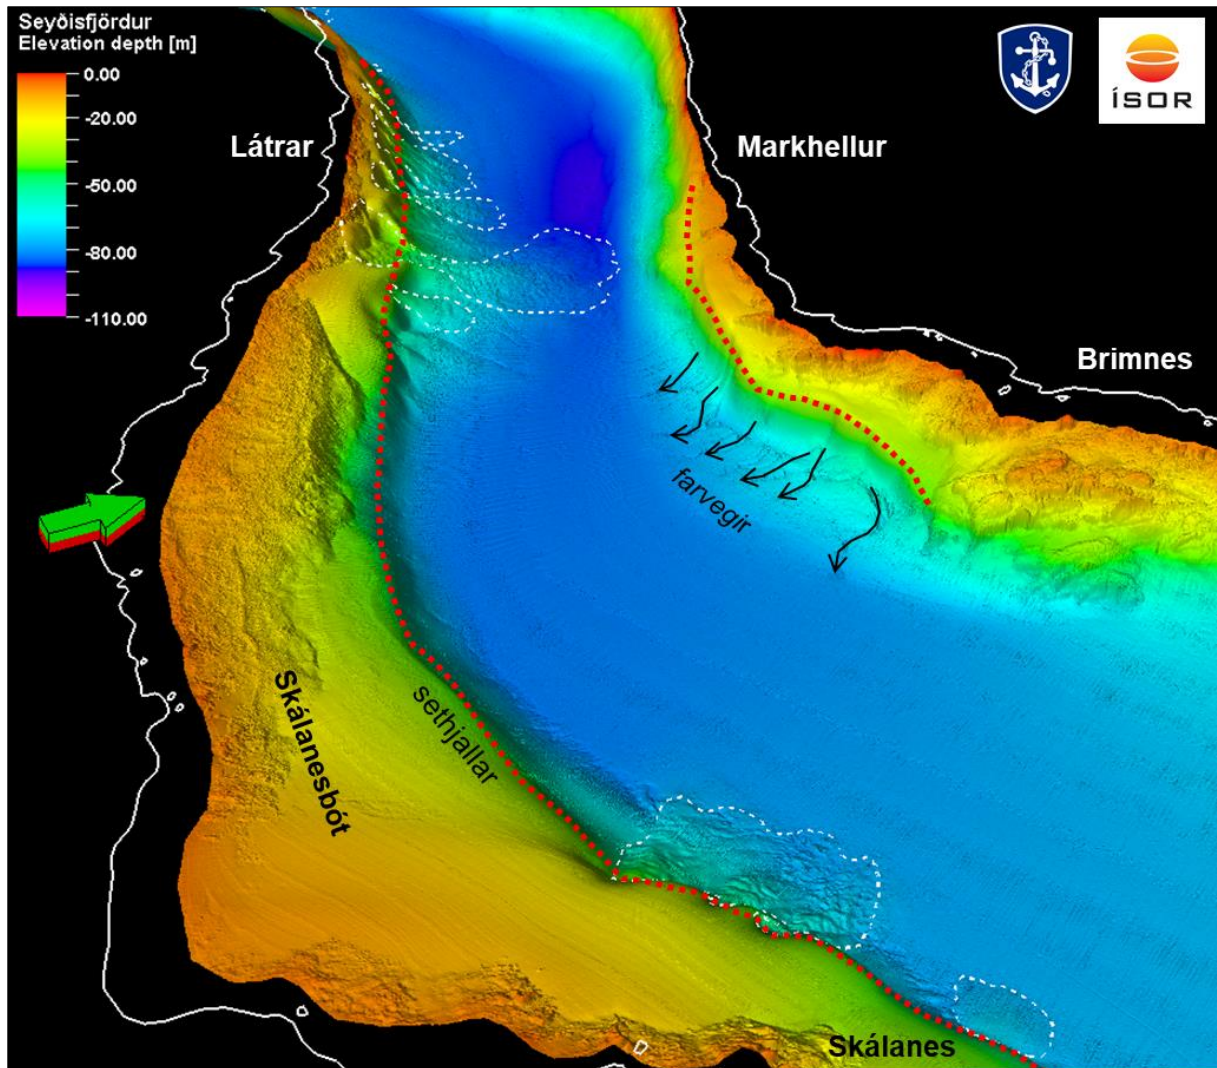 Seyðisfjördur
Elevation depth [m]
0.00
-20.00
-50.00
-80.00
-110.00
ÍSOR
Látrar
Markhellur
Brimnes
farvegir
Skálanesbót
sethjallar
Skálanes